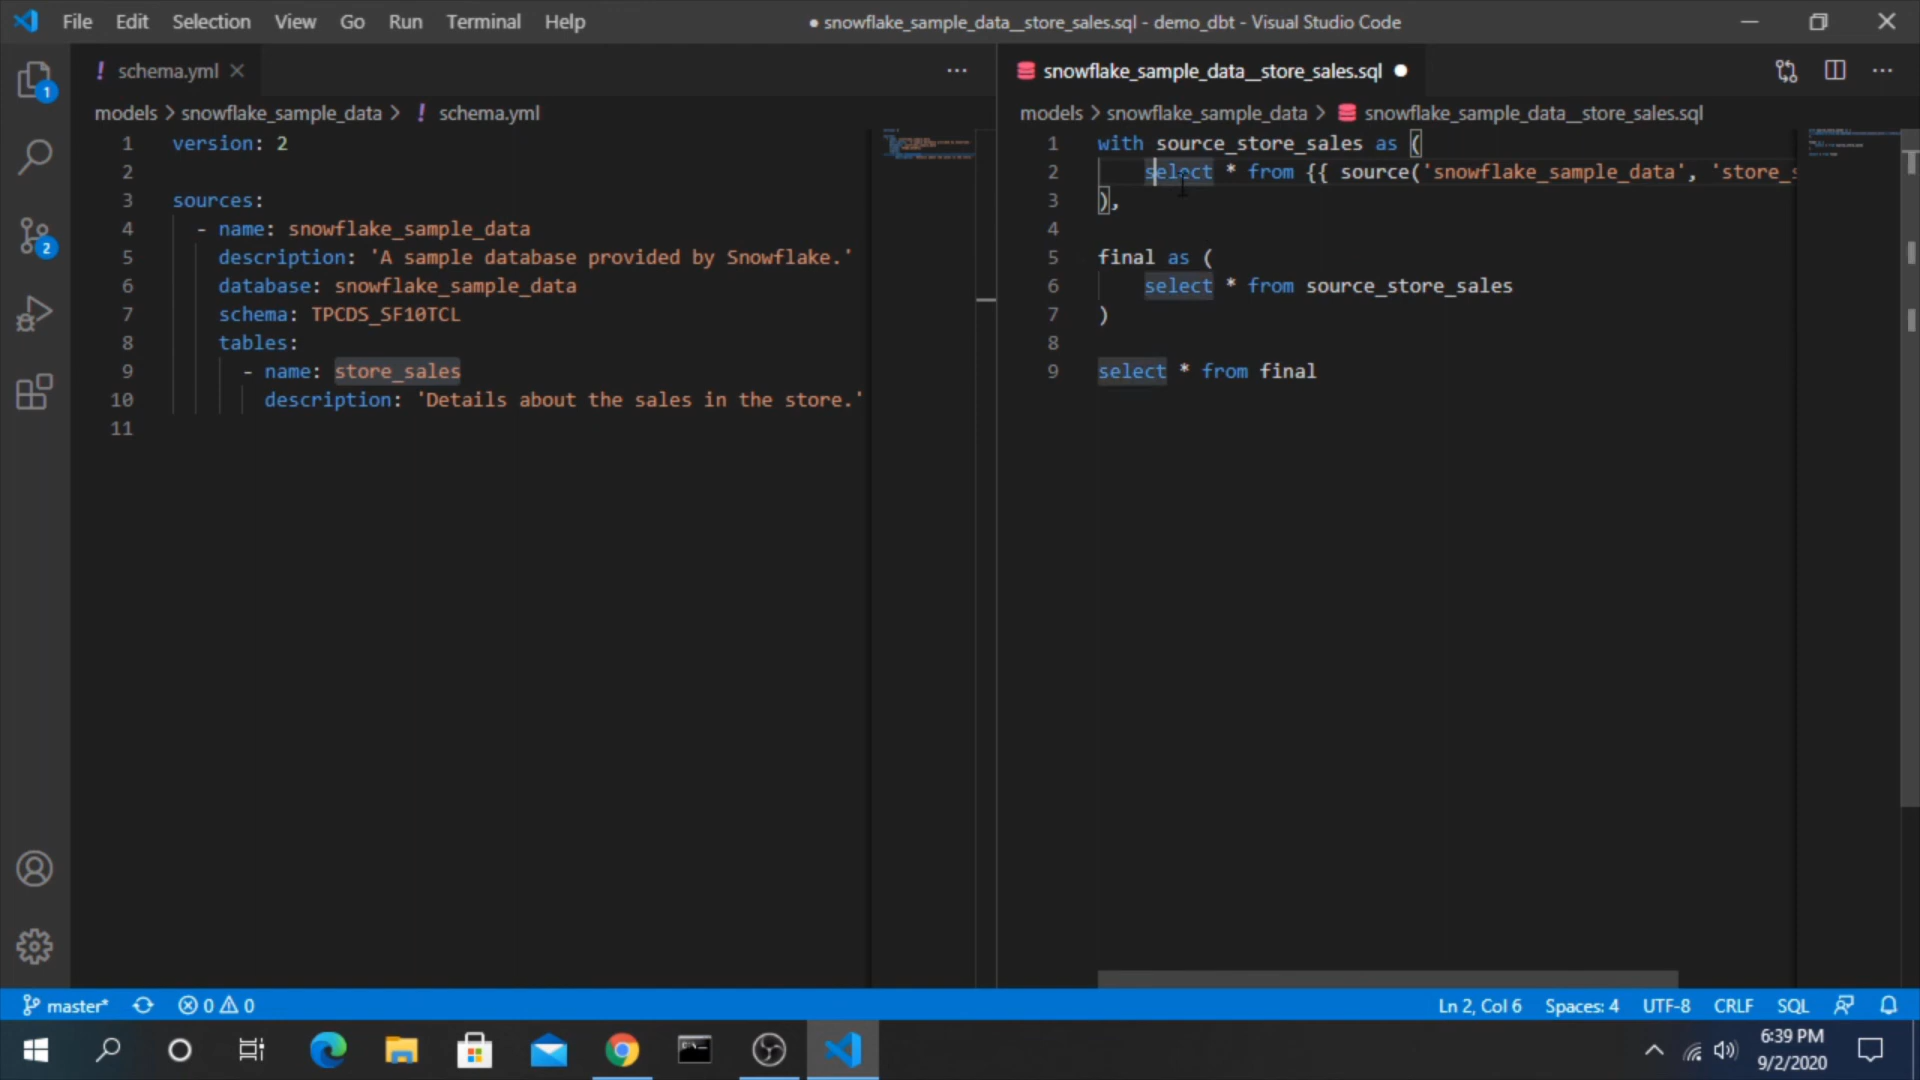 File Edit Selection View Go Run Terminal Help
● snowflake_sample_data__store_sales.sql - demo_dbt - Visual Studio Code
! schema.yml
models > snowflake_sample_data > ! schema.yml
1 version: 2
2
3 sources:
4 - name: snowflake_sample_data
5 description: 'A sample database provided by Snowflake.'
6 database: snowflake_sample_data
7 schema: TPCDS_SF10TCL
8 tables:
9 - name: store_sales
10 description: 'Details about the sales in the store.'
11
snowflake_sample_data__store_sales.sql ●
models > snowflake_sample_data > snowflake_sample_data__store_sales.sql
1 with source_store_sales as (
2 select * from {{ source('snowflake_sample_data', 'store_s
3 ),
4
5 final as (
6 select * from source_store_sales
7 )
8
9 select * from final
1
2
master* 0 0
Ln 2, Col 6 Spaces: 4 UTF-8 CRLF SQL
6:39 PM
9/2/2020